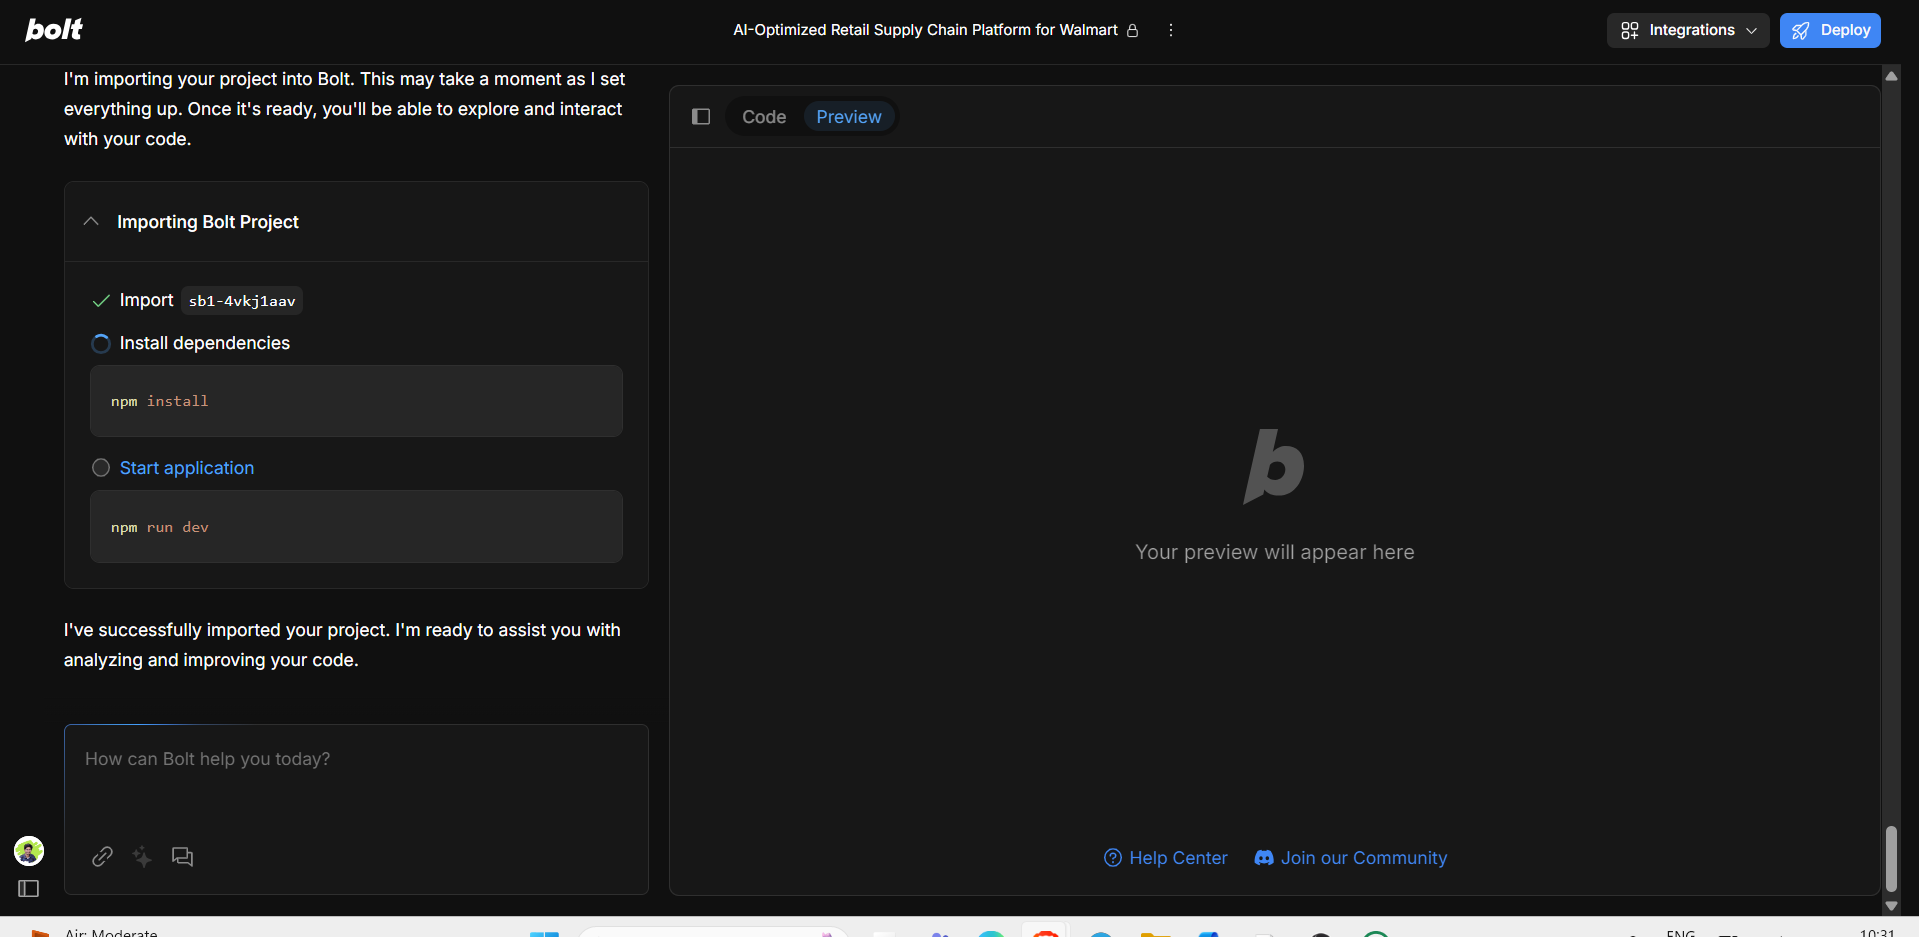 bolt
AI-Optimized Retail Supply Chain Platform for Walmart
Integrations
Deploy
I'm importing your project into Bolt. This may take a moment as I set
everything up. Once it's ready, you'll be able to explore and interact
with your code.
Importing Bolt Project
Import sb1-4vkj1aav
Install dependencies
npm install
Start application
npm run dev
I've successfully imported your project. I'm ready to assist you with
analyzing and improving your code.
How can Bolt help you today?
Code
Preview
b
Your preview will appear here
Help Center
Join our Community
Air: Moderate
ENG
10:31